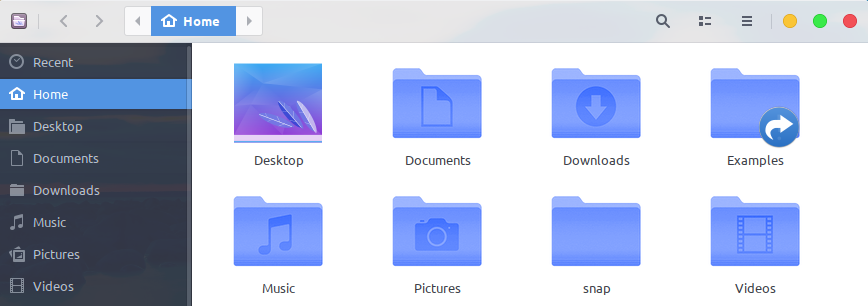 Home
Recent
Home
Desktop
Documents
Downloads
Music
Pictures
Videos
Desktop
Documents
Downloads
Examples
Music
Pictures
snap
Videos